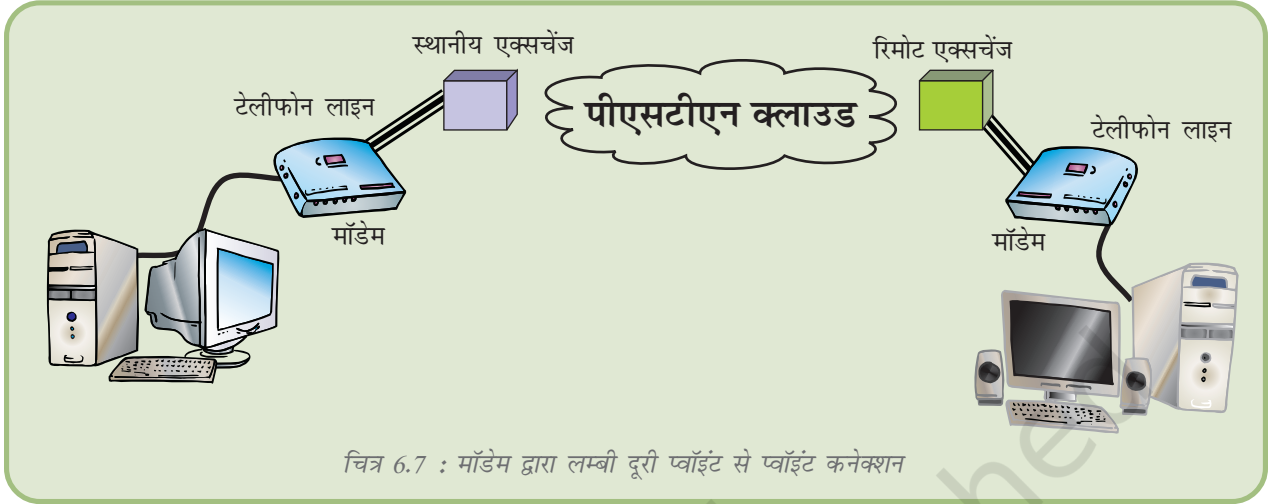 स्थानीय एक्सचेंज
रिमोट एक्सचेंज
टेलीफोन लाइन
पीएसटीएन क्लाउड
टेलीफोन लाइन
मॉडेम
मॉडेम
चित्र 6.7 : मॉडेम द्वारा लम्बी दूरी प्वॉइंट से प्वॉइंट कनेक्शन